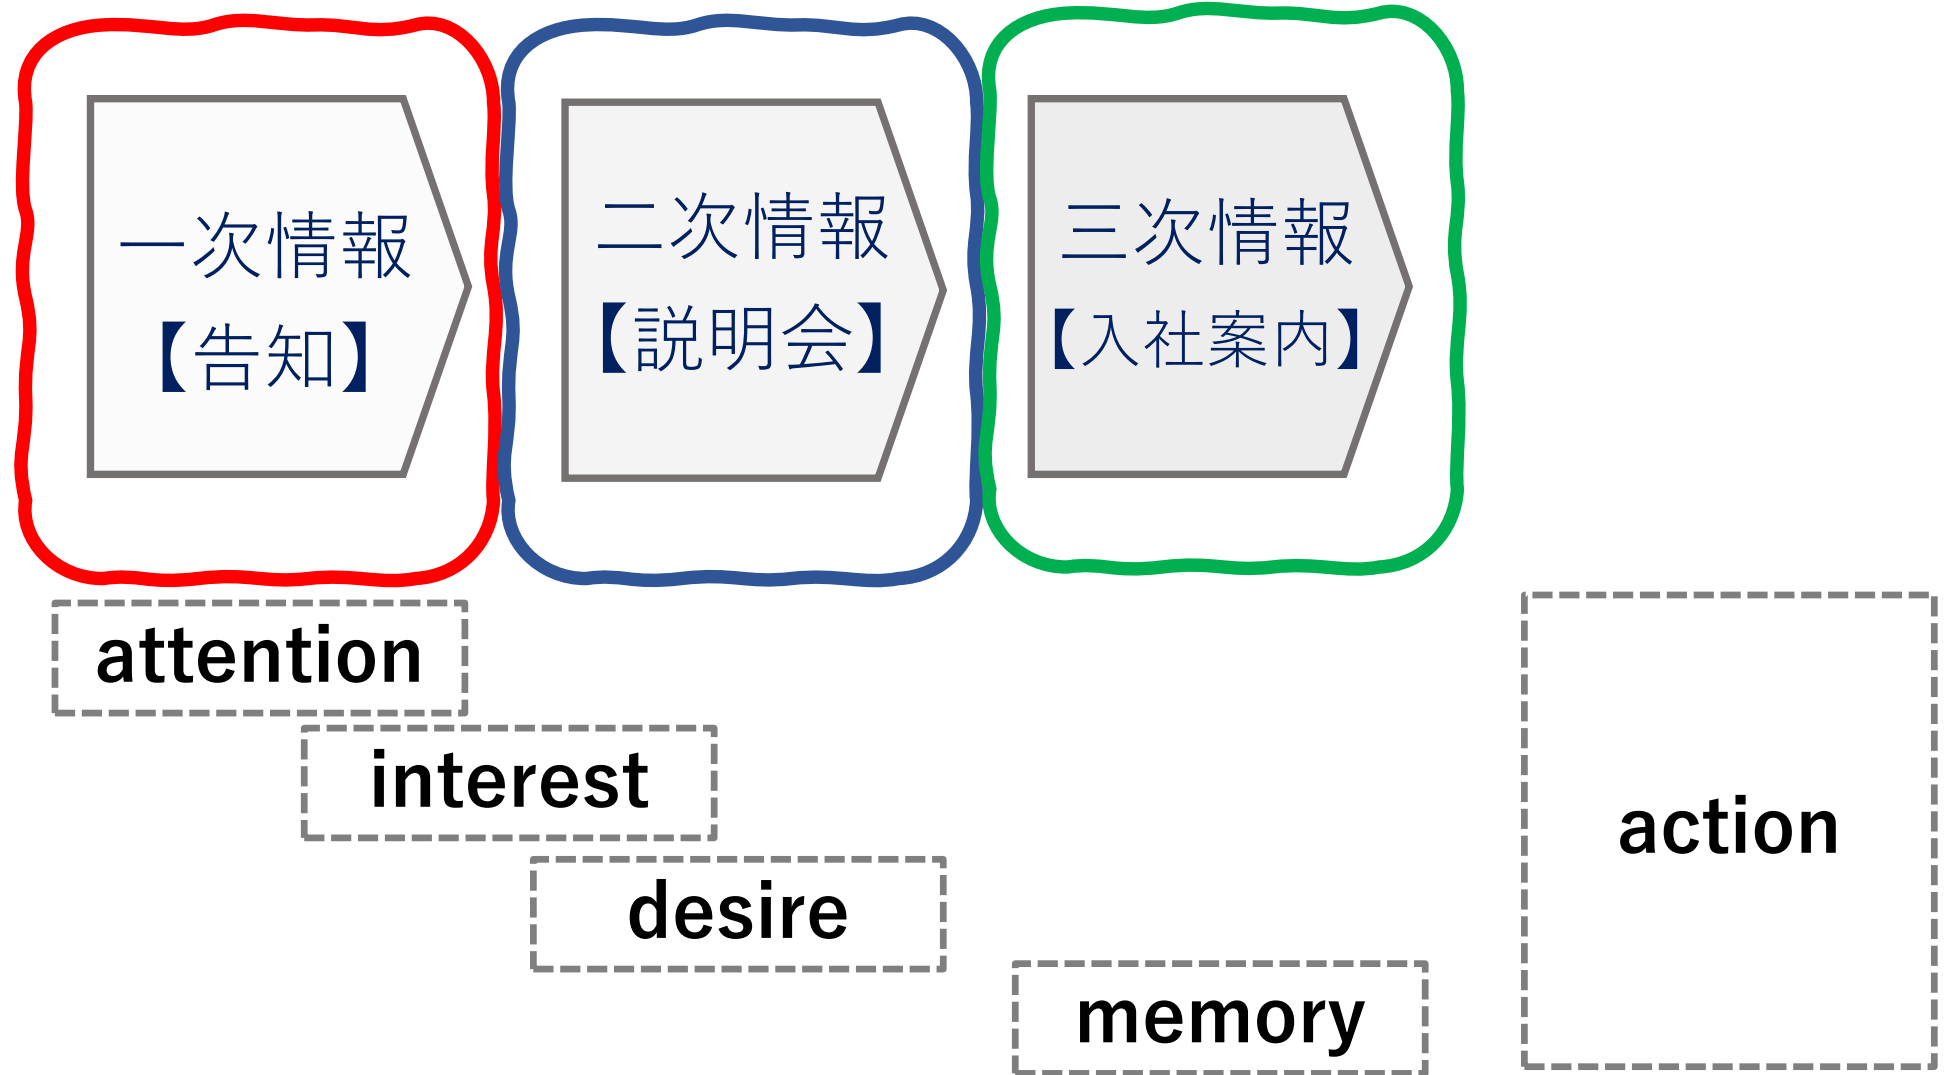 一次情報
【告知】
二次情報
【説明会】
三次情報
【入社案内】
attention
interest
desire
memory
action